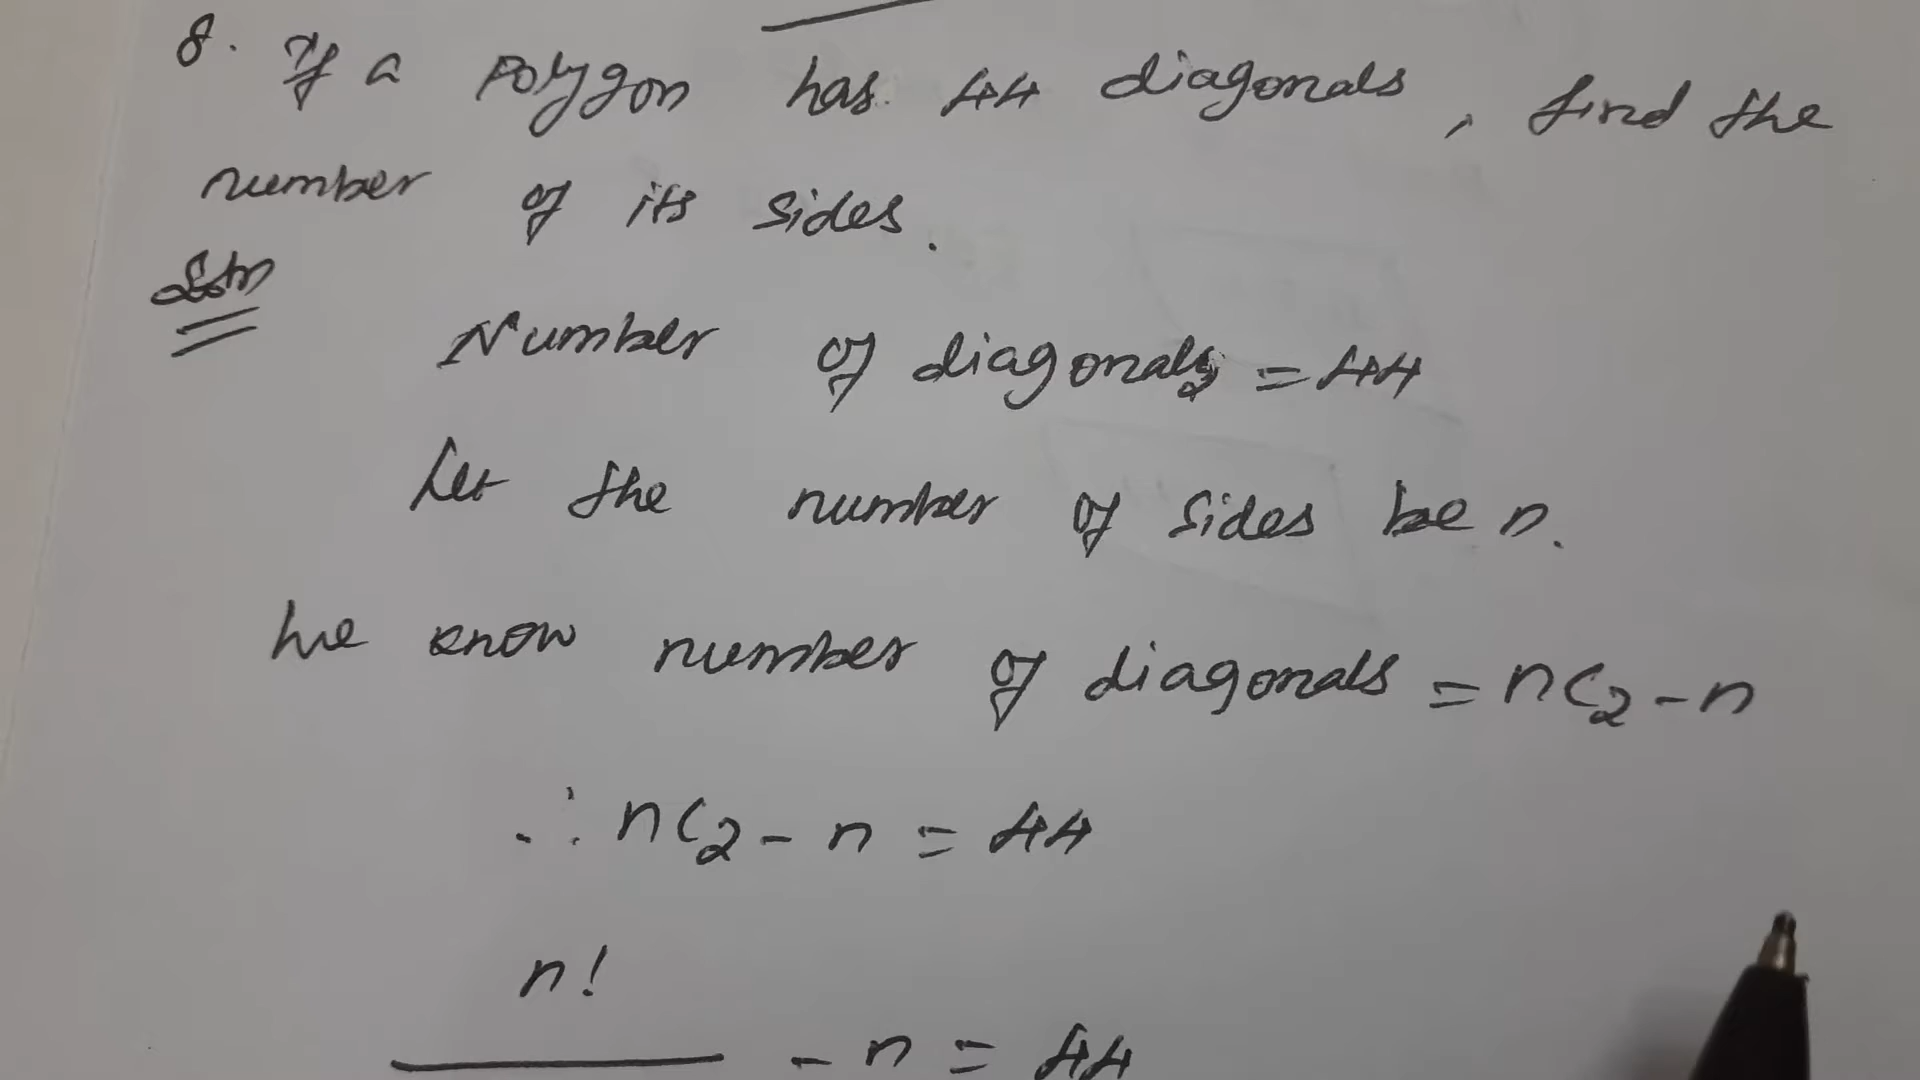 8. If a polygon has 44 diagonals, find the
number of its sides.
Soln
Number of diagonals = 44
Let the number of sides be n.
We know number of diagonals = nC2 - n
∴ nC2 - n = 44
n!
- n = 44